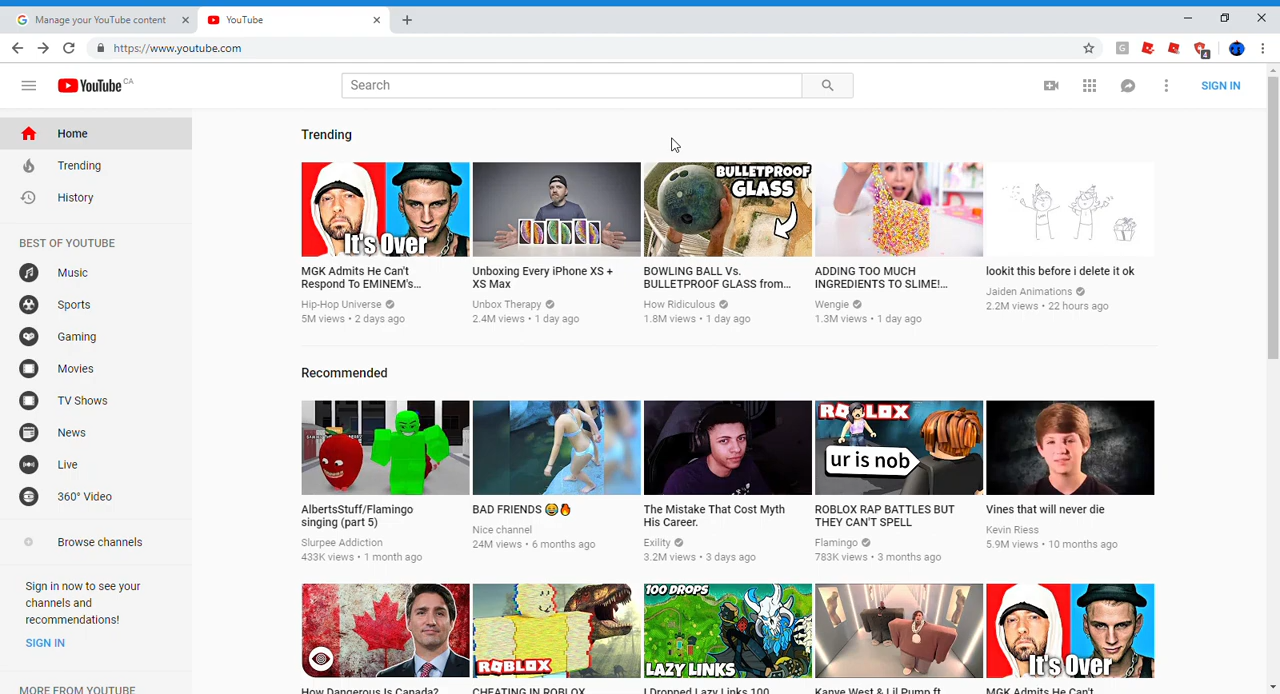 Manage your YouTube content
YouTube
https://www.youtube.com
YouTube CA
Search
SIGN IN
Home
Trending
History
BEST OF YOUTUBE
Music
Sports
Gaming
Movies
TV Shows
News
Live
360° Video
Browse channels
Sign in now to see your
channels and
recommendations!
SIGN IN
MORE FROM YOUTUBE
Trending
It's Over
MGK Admits He Can't
Respond To EMINEM's...
Hip-Hop Universe
5M views • 2 days ago
Unboxing Every iPhone XS +
XS Max
Unbox Therapy
2.4M views • 1 day ago
BULLETPROOF
GLASS
BOWLING BALL Vs.
BULLETPROOF GLASS from...
How Ridiculous
1.8M views • 1 day ago
ADDING TOO MUCH
INGREDIENTS TO SLIME!...
Wengie
1.3M views • 1 day ago
lookit this before i delete it ok
Jaiden Animations
2.2M views • 22 hours ago
Recommended
AlbertsStuff/Flamingo
singing (part 5)
Slurpee Addiction
433K views • 1 month ago
BAD FRIENDS 😂🔥
Nice channel
24M views • 6 months ago
The Mistake That Cost Myth
His Career.
Exility
3.2M views • 3 days ago
ROBLOX
ur is nob
ROBLOX RAP BATTLES BUT
THEY CAN'T SPELL
Flamingo
783K views • 3 months ago
Vines that will never die
Kevin Riess
5.9M views • 10 months ago
How Dangerous Is Canada?
ROBLOX
CHEATING IN ROBLOX
100 DROPS
LAZY LINKS
I Dropped Lazy Links 100
Kanye West & Lil Pump ft
It's Over
MGK Admits He Can't